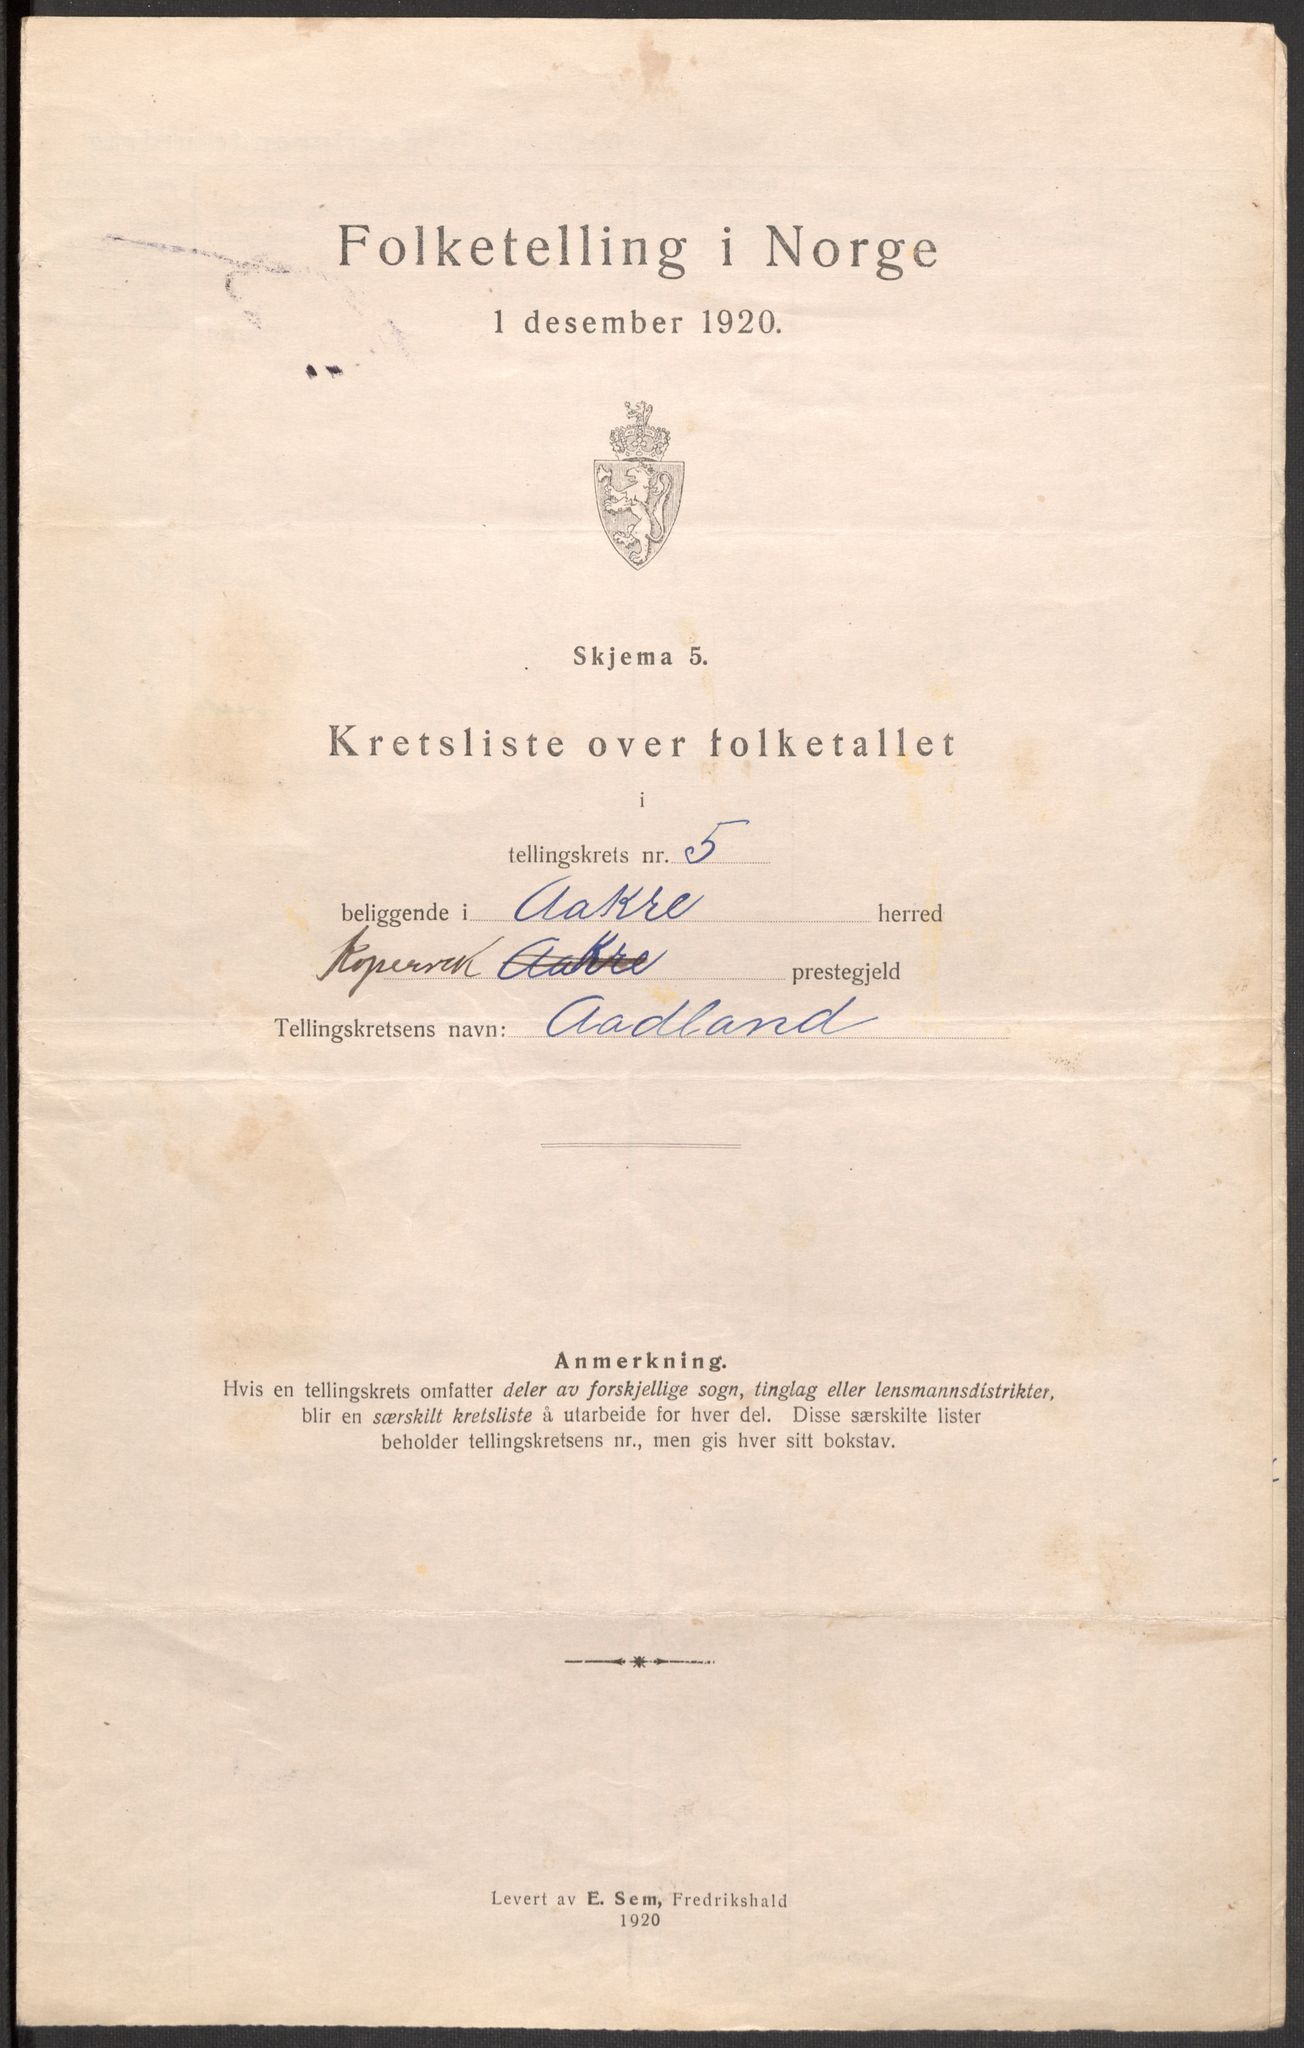 Folketelling i Norge
1 desember 1920.
Skjema 5.
Kretsliste over folketallet
i
tellingskrets nr. 5
beliggende i Aakre herred
Kopervik Aakre prestegjeld
Tellingskretsens navn: Aadland
Anmerkning.
Hvis en tellingskrets omfatter deler av forskjellige sogn, tinglag eller lensmannsdistrikter,
blir en særskilt kretsliste å utarbeide for hver del. Disse særskilte lister
beholder tellingskretsens nr., men gis hver sitt bokstav.
Levert av E. Sem, Fredrikshald
1920